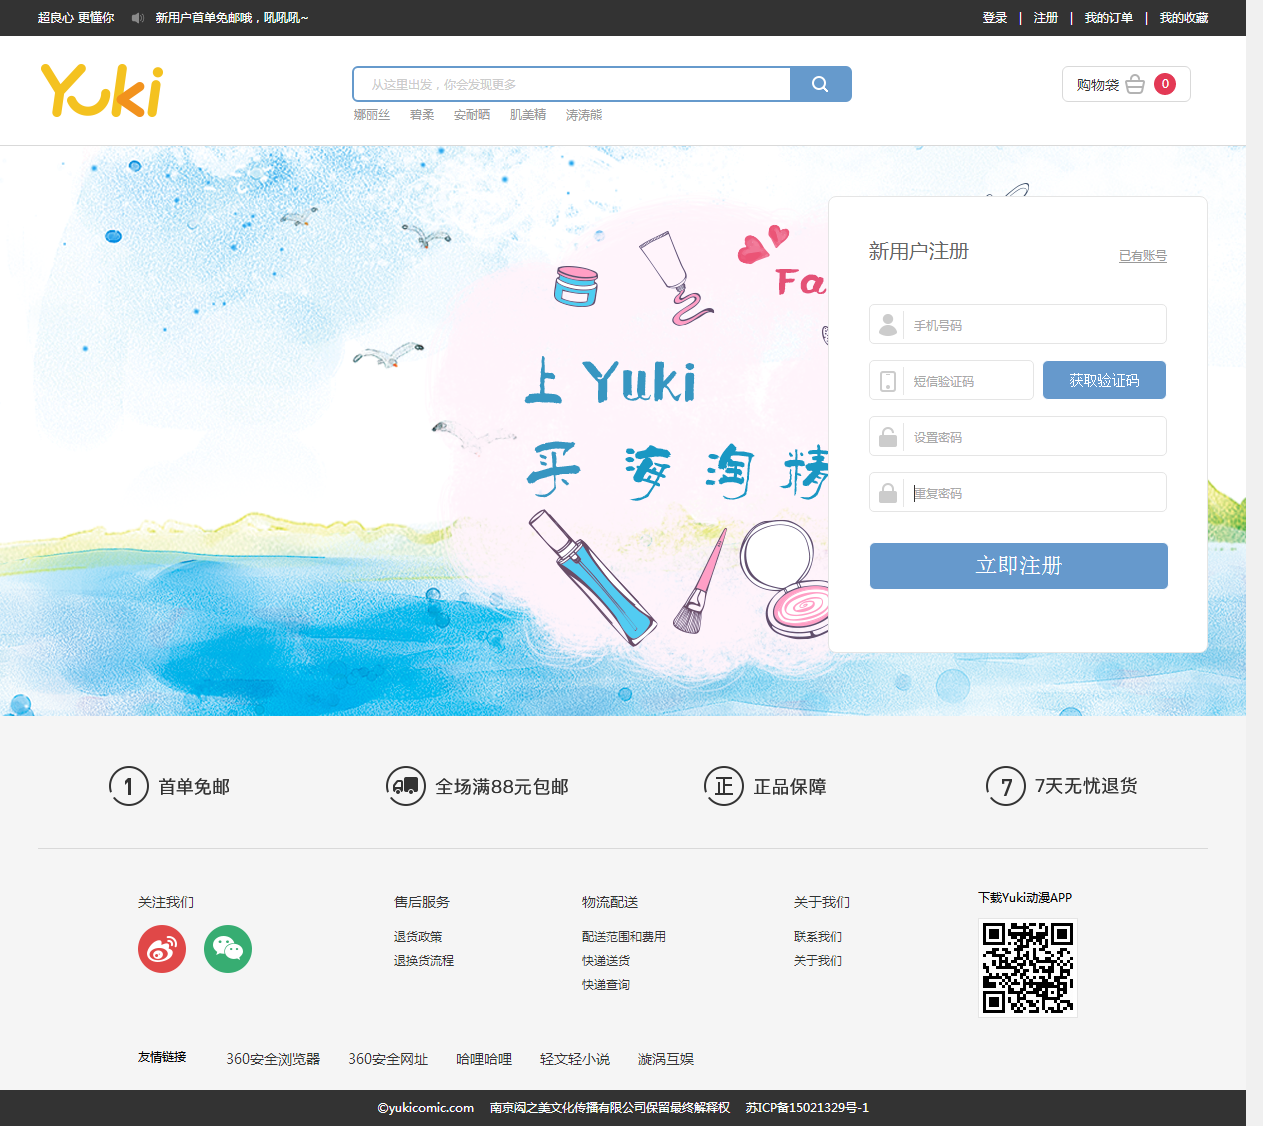 超良心 更懂你 新用户首单免邮哦，吼吼吼~ 登录 | 注册 | 我的订单 | 我的收藏
Yuki
从这里出发，你会发现更多
购物袋 0
娜丽丝 碧柔 安耐晒 肌美精 涛涛熊
Fa
上Yuki
买 海 淘 精
新用户注册 已有账号
手机号码
短信验证码 获取验证码
设置密码
重复密码
立即注册
1 首单免邮 全场满88元包邮 正 正品保障 7 7天无忧退货
关注我们 售后服务 物流配送 关于我们 下载Yuki动漫APP
退货政策 配送范围和费用 联系我们
退换货流程 快递送货 关于我们
快递查询
友情链接 360安全浏览器 360安全网址 哈哩哈哩 轻文轻小说 漩涡互娱
©yukicomic.com 南京阅之美文化传播有限公司保留最终解释权 苏ICP备15021329号-1